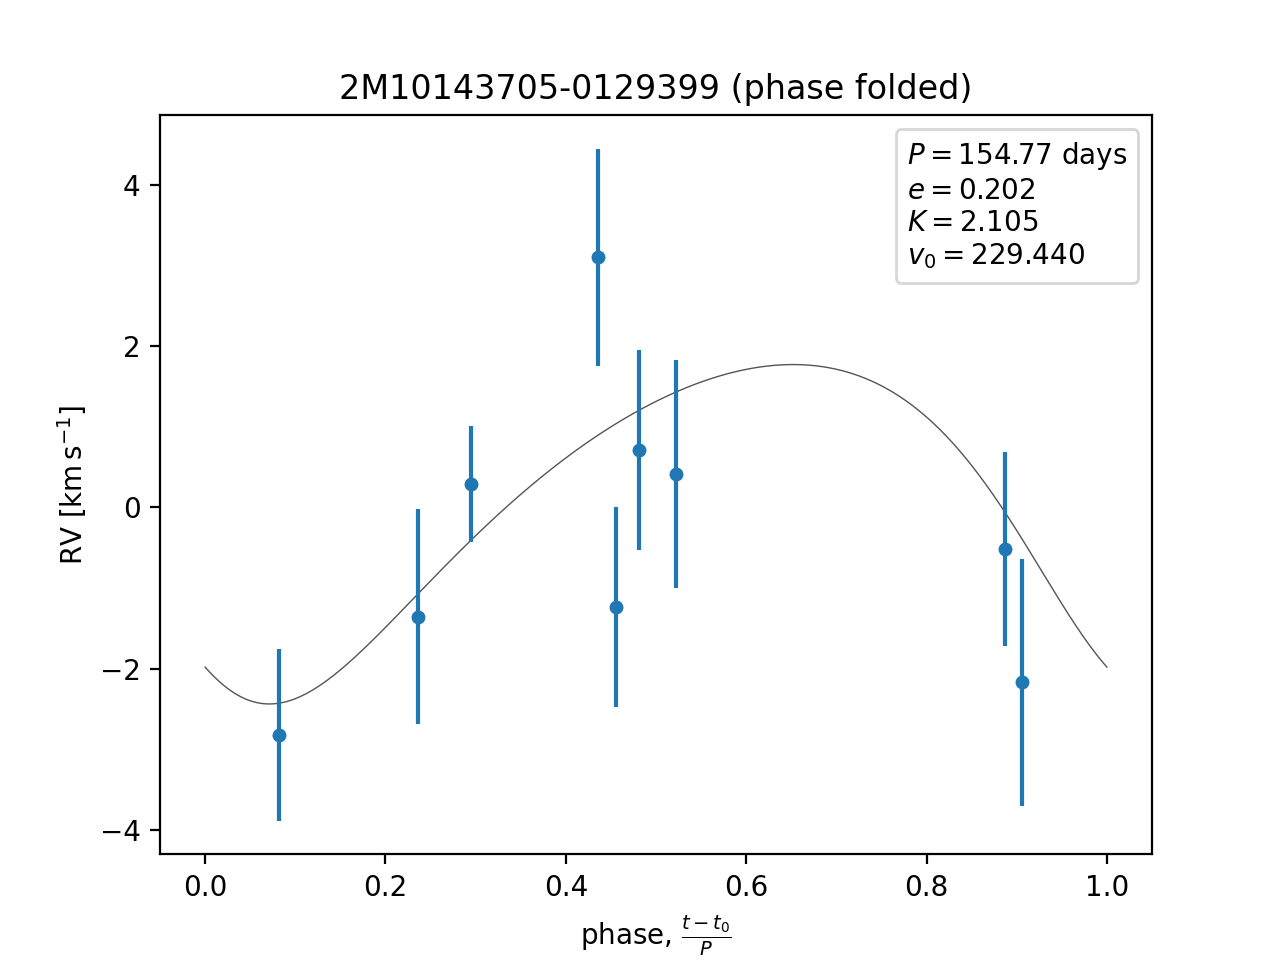 2M10143705-0129399 (phase folded)
P = 154.77 days
e = 0.202
K = 2.105
v₀ = 229.440
RV [km s⁻¹]
4
2
0
−2
−4
0.0 0.2 0.4 0.6 0.8 1.0
phase, (t − t₀)/P